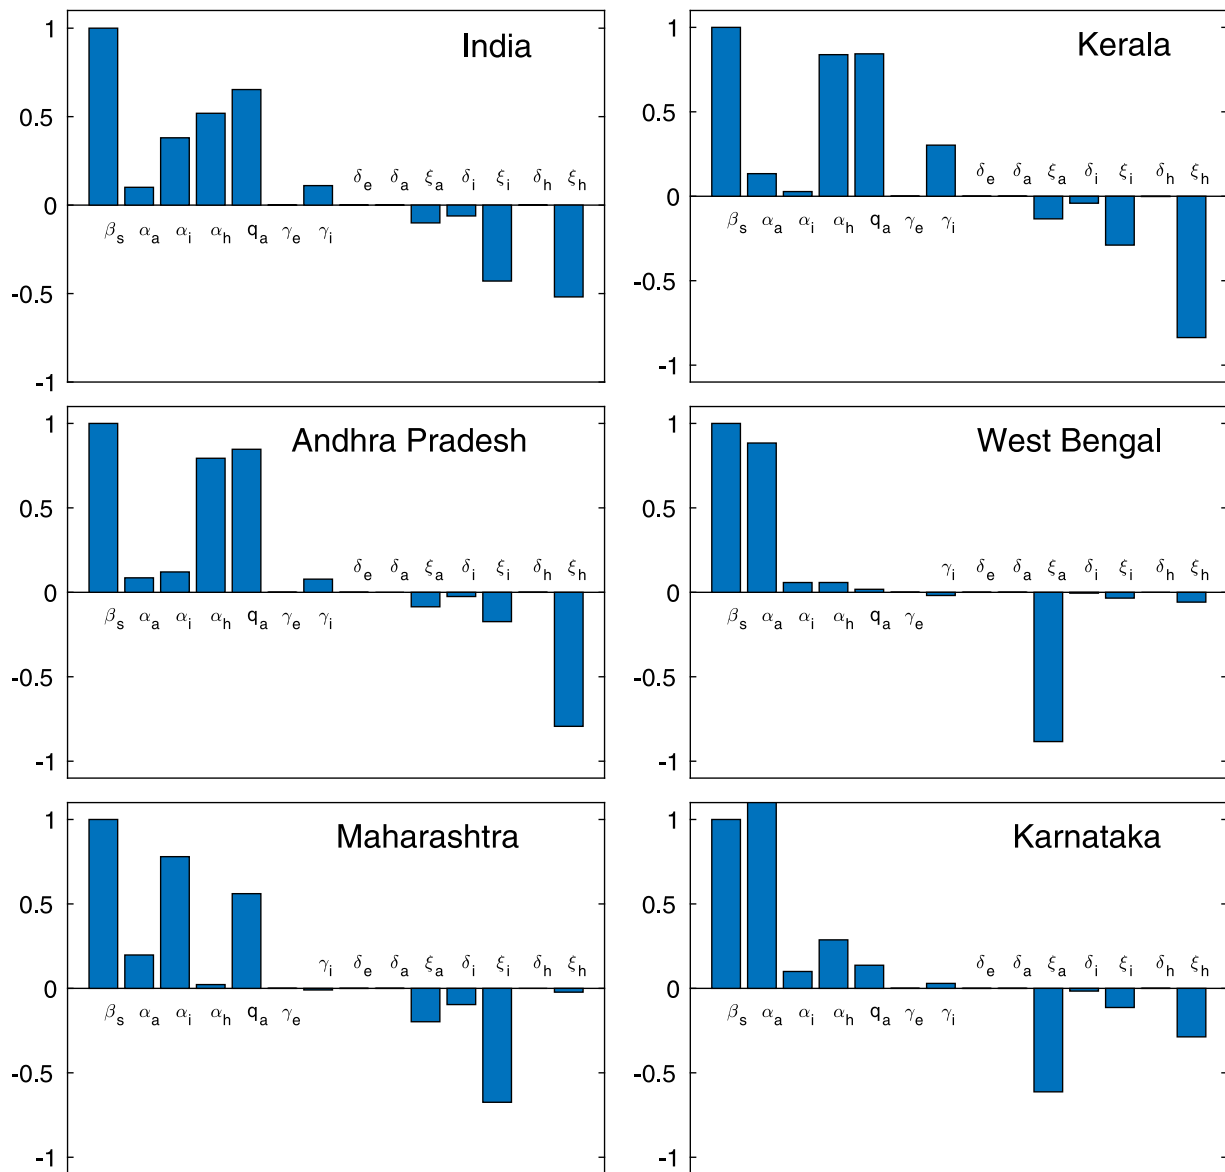 India
1
0.5
0
-0.5
-1
δe δa ξa δi ξi δh ξh
βs αa αi αh qa γe γi
Kerala
1
0.5
0
-0.5
-1
δe δa ξa δi ξi δh ξh
βs αa αi αh qa γe γi
Andhra Pradesh
1
0.5
0
-0.5
-1
δe δa ξa δi ξi δh ξh
βs αa αi αh qa γe γi
West Bengal
1
0.5
0
-0.5
-1
γi δe δa ξa δi ξi δh ξh
βs αa αi αh qa γe
Maharashtra
1
0.5
0
-0.5
-1
γi δe δa ξa δi ξi δh ξh
βs αa αi αh qa γe
Karnataka
1
0.5
0
-0.5
-1
δe δa ξa δi ξi δh ξh
βs αa αi αh qa γe γi